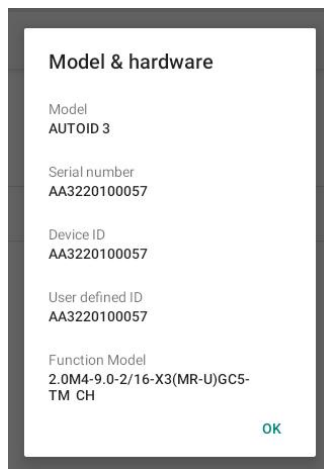 Model & hardware
Model
AUTOID 3
Serial number
AA3220100057
Device ID
AA3220100057
User defined ID
AA3220100057
Function Model
2.0M4-9.0-2/16-X3(MR-U)GC5-
TM CH
OK